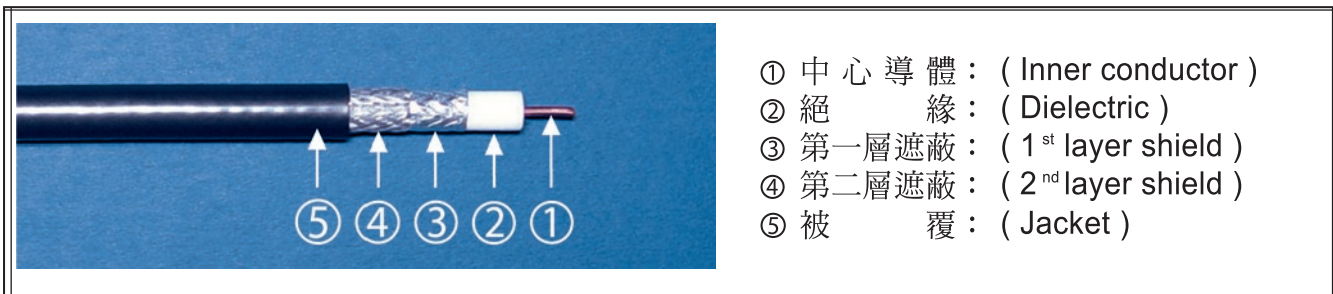 ① 中心導體：( Inner conductor )
② 絕緣：( Dielectric )
③ 第一層遮蔽：( 1st layer shield )
④ 第二層遮蔽：( 2nd layer shield )
⑤ 被覆：( Jacket )
⑤ ④ ③ ② ①